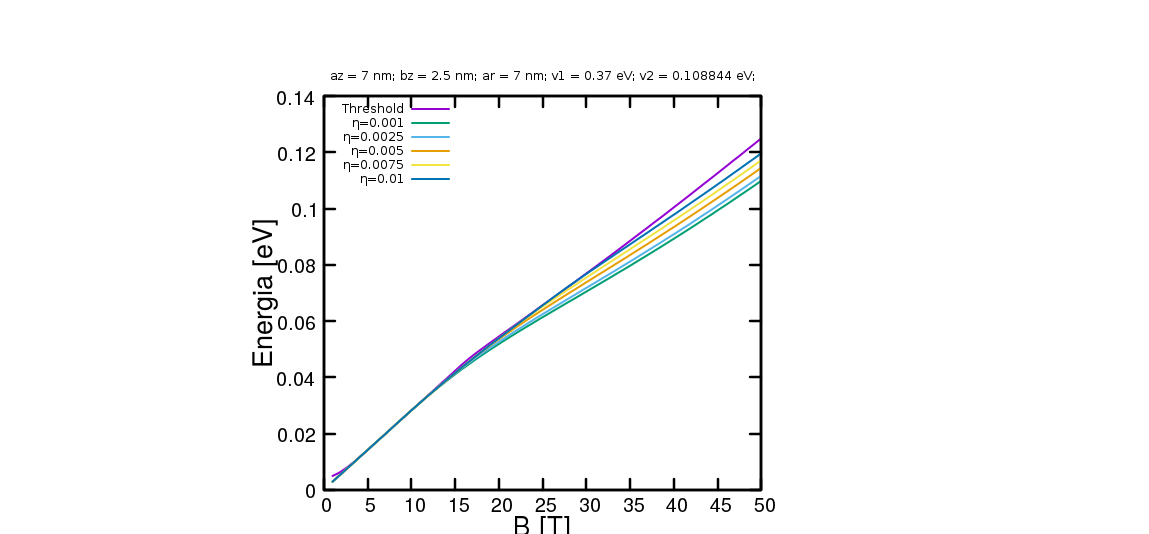 az = 7 nm; bz = 2.5 nm; ar = 7 nm; v1 = 0.37 eV; v2 = 0.108844 eV;
0.14
0.12
0.1
0.08
0.06
0.04
0.02
0
Energia [eV]
Threshold
η=0.001
η=0.0025
η=0.005
η=0.0075
η=0.01
0 5 10 15 20 25 30 35 40 45 50
B [T]